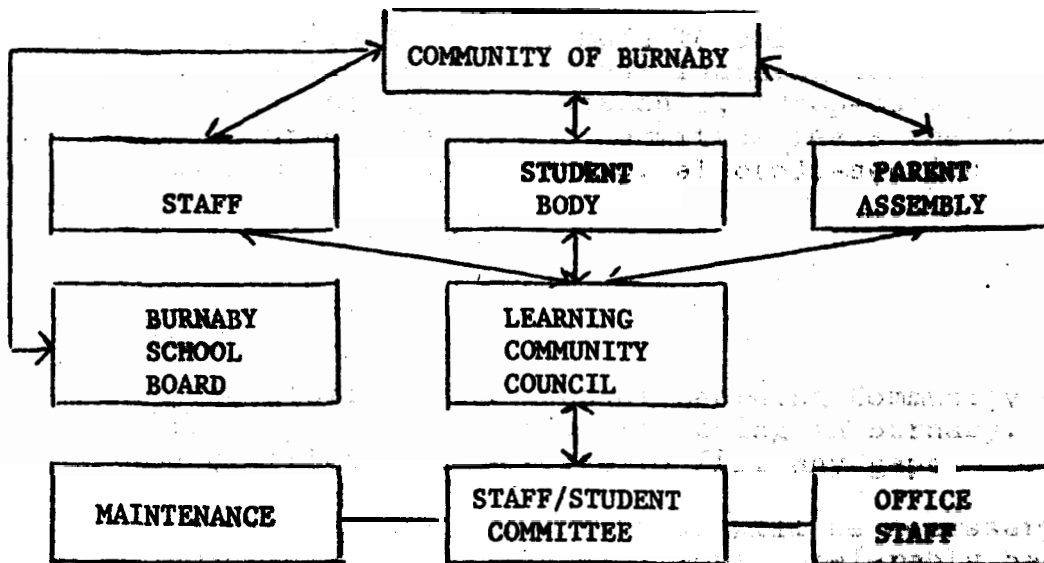 COMMUNITY OF BURNABY
STAFF
STUDENT
BODY
PARENT
ASSEMBLY
BURNABY
SCHOOL
BOARD
LEARNING
COMMUNITY
COUNCIL
MAINTENANCE
STAFF/STUDENT
COMMITTEE
OFFICE
STAFF